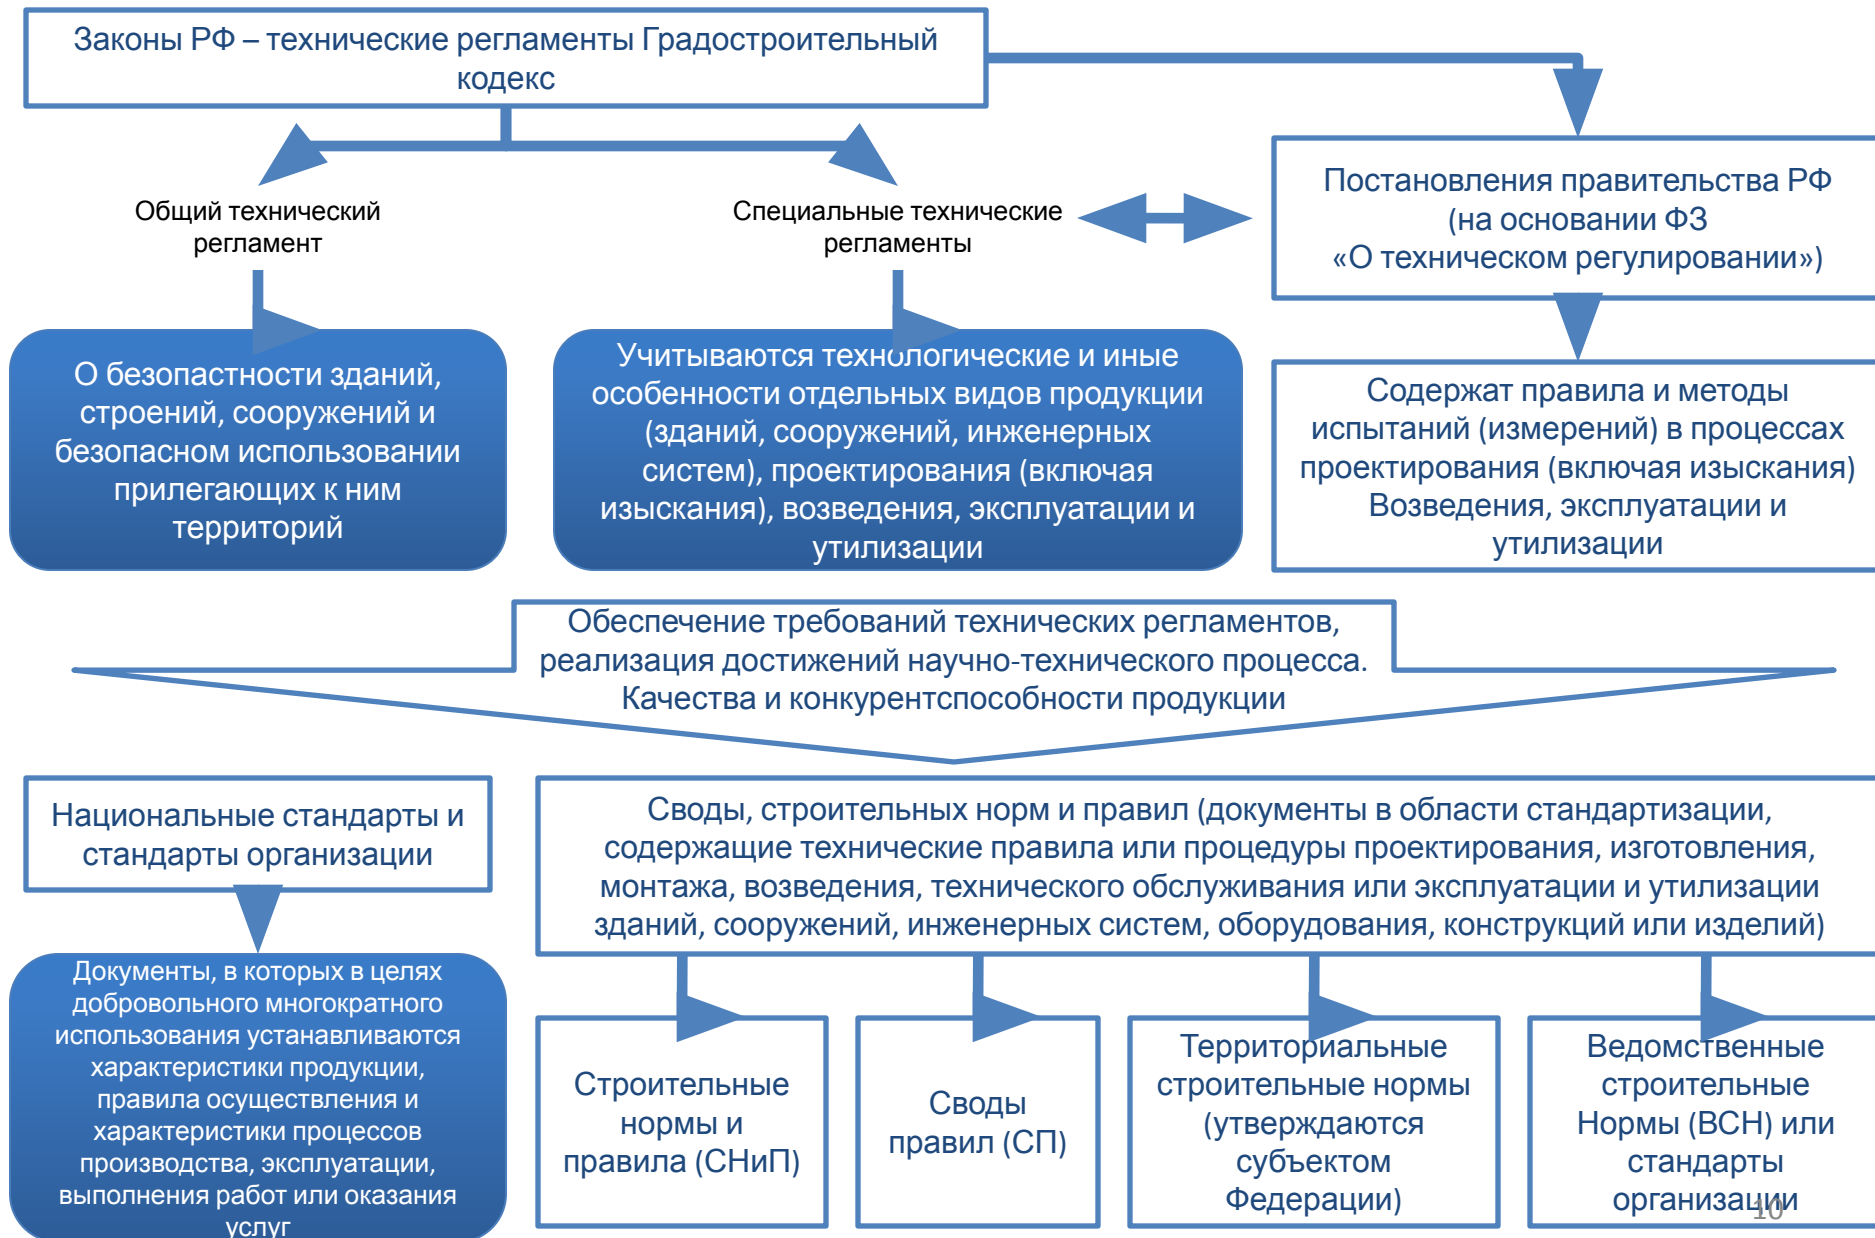 Законы РФ – технические регламенты Градостроительный
кодекс
Общий технический
регламент
Специальные технические
регламенты
Постановления правительства РФ
(на основании ФЗ
«О техническом регулировании»)
О безопастности зданий,
строений, сооружений и
безопасном использовании
прилегающих к ним
территорий
Учитываются технологические и иные
особенности отдельных видов продукции
(зданий, сооружений, инженерных
систем), проектирования (включая
изыскания), возведения, эксплуатации и
утилизации
Содержат правила и методы
испытаний (измерений) в процессах
проектирования (включая изыскания)
Возведения, эксплуатации и
утилизации
Обеспечение требований технических регламентов,
реализация достижений научно-технического процесса.
Качества и конкурентспособности продукции
Национальные стандарты и
стандарты организации
Своды, строительных норм и правил (документы в области стандартизации,
содержащие технические правила или процедуры проектирования, изготовления,
монтажа, возведения, технического обслуживания или эксплуатации и утилизации
зданий, сооружений, инженерных систем, оборудования, конструкций или изделий)
Документы, в которых в целях
добровольного многократного
использования устанавливаются
характеристики продукции,
правила осуществления и
характеристики процессов
производства, эксплуатации,
выполнения работ или оказания
услуг
Строительные
нормы и
правила (СНиП)
Своды
правил (СП)
Территориальные
строительные нормы
(утверждаются
субъектом
Федерации)
Ведомственные
строительные
Нормы (ВСН) или
стандарты
организации
10